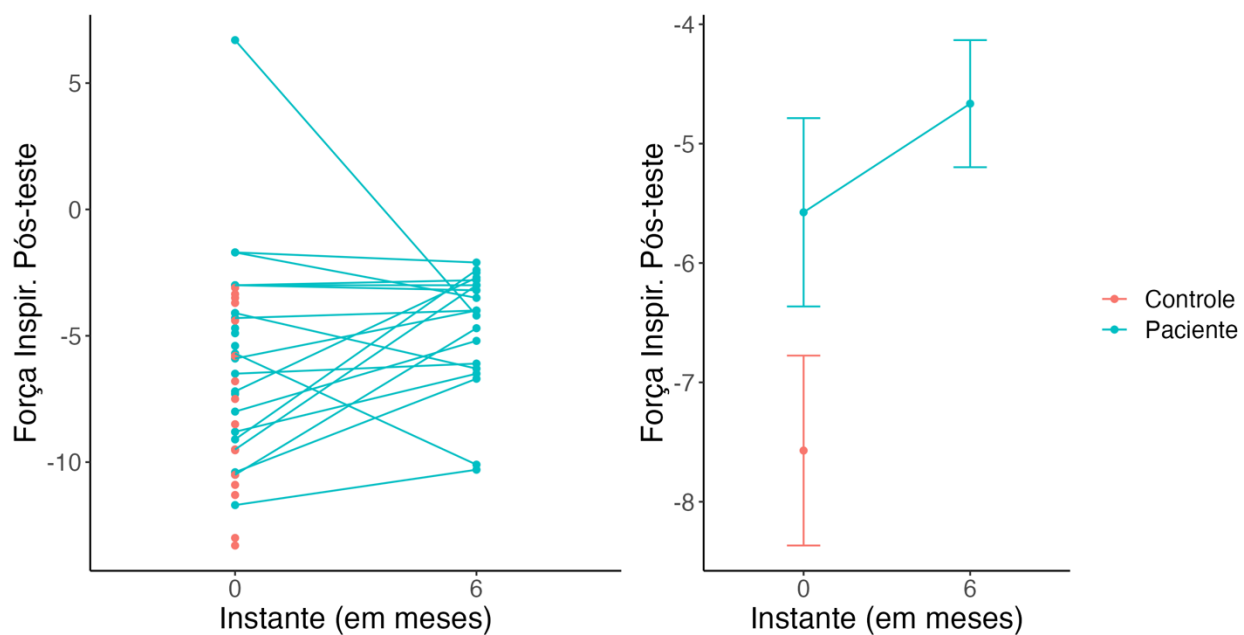 Força Inspir. Pós-teste
5
0
-5
-10
0
6
Instante (em meses)
Força Inspir. Pós-teste
-4
-5
-6
-7
-8
0
6
Instante (em meses)
Controle
Paciente